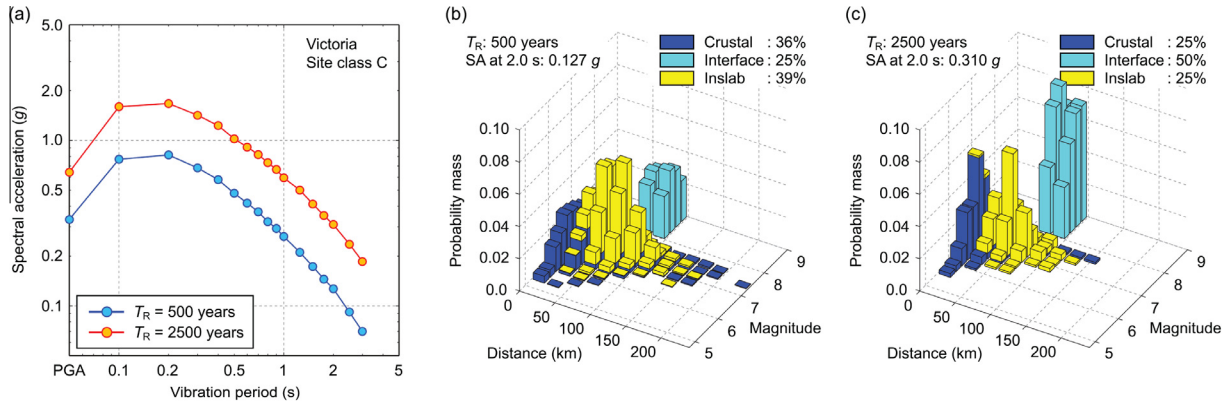 (a)
5.0
2.0
1.0
0.5
0.2
0.1
Spectral acceleration (g)
Victoria
Site class C
TR = 500 years
TR = 2500 years
PGA 0.1 0.2 0.5 1 2 5
Vibration period (s)
(b)
TR: 500 years
SA at 2.0 s: 0.127 g
Crustal : 36%
Interface : 25%
Inslab : 39%
0.10
0.08
0.06
0.04
0.02
0.0
Probability mass
0 50 100 150 200
Distance (km)
5 6 7 8 9
Magnitude
(c)
TR: 2500 years
SA at 2.0 s: 0.310 g
Crustal : 25%
Interface : 50%
Inslab : 25%
0.10
0.08
0.06
0.04
0.02
0.0
Probability mass
0 50 100 150 200
Distance (km)
5 6 7 8 9
Magnitude